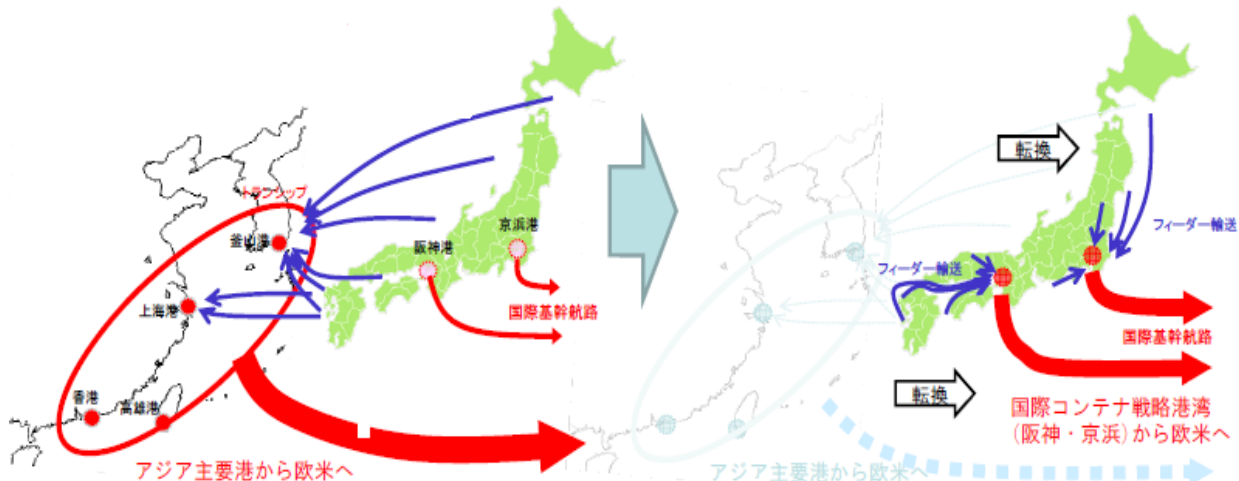 トランシップ
釜山港
上海港
香港
高雄港
阪神港
京浜港
国際基幹航路
アジア主要港から欧米へ
転換
フィーダー輸送
フィーダー輸送
国際基幹航路
転換
国際コンテナ戦略港湾
(阪神・京浜)から欧米へ
アジア主要港から欧米へ